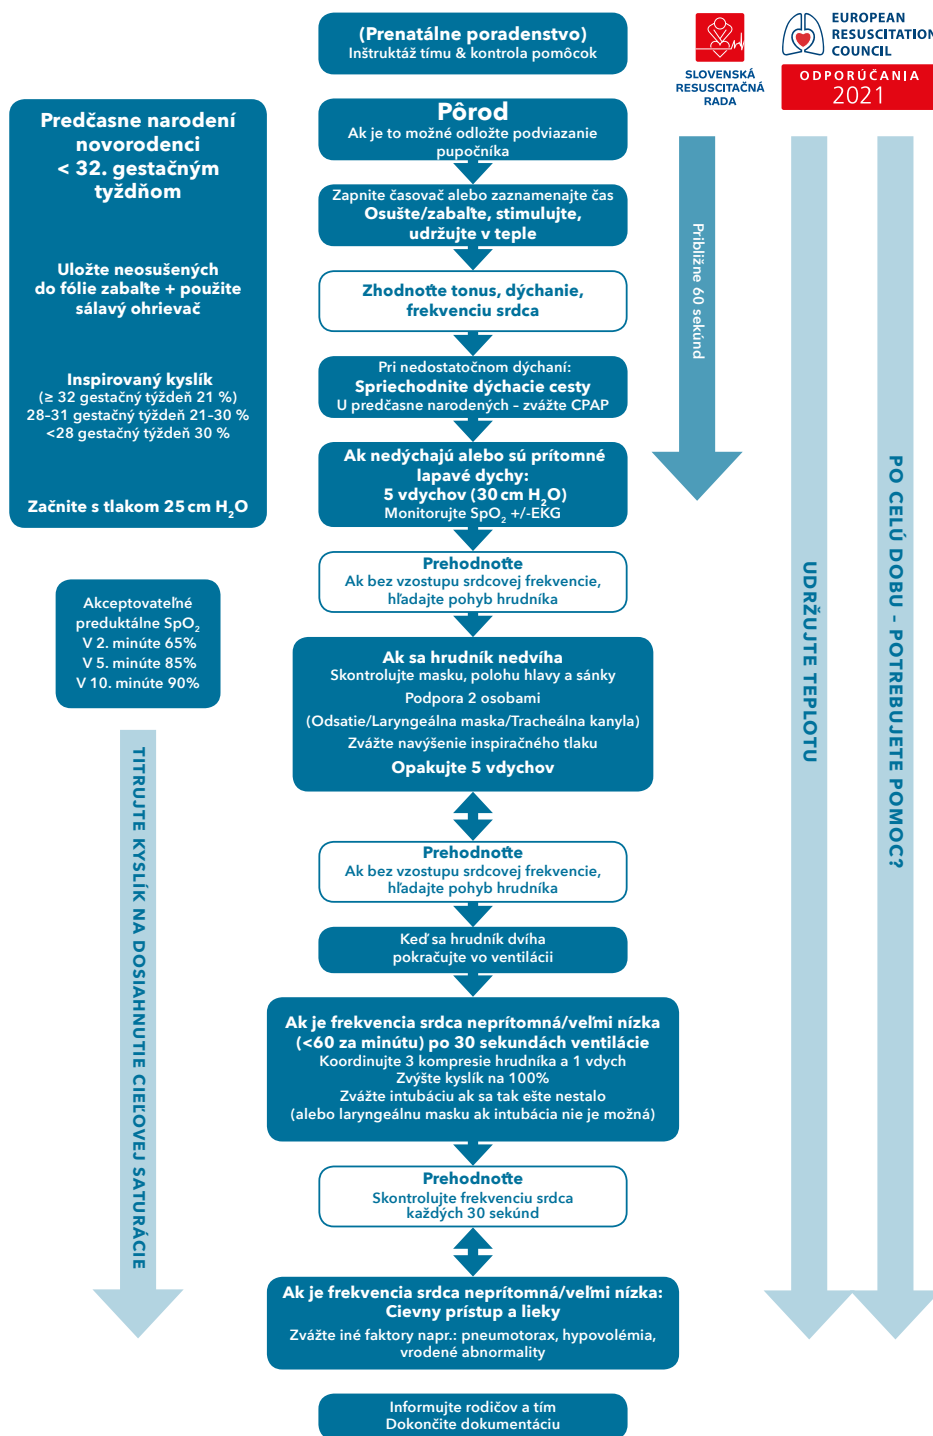 (Prenatálne poradenstvo)
Inštruktáž tímu & kontrola pomôcok
SLOVENSKÁ
RESUSCITAČNÁ
RADA
EUROPEAN
RESUSCITATION
COUNCIL
ODPORÚČANIA
2021
Predčasne narodení
novorodenci
< 32. gestačným
týždňom
Uložte neosušených
do fólie zabaľte + použite
sálavý ohrievač
Inspirovaný kyslík
(≥ 32 gestačný týždeň 21 %)
28–31 gestačný týždeň 21–30 %
<28 gestačný týždeň 30 %
Začnite s tlakom 25 cm H₂O
Akceptovateľné
preduktálne SpO₂
V 2. minúte 65%
V 5. minúte 85%
V 10. minúte 90%
TITRUJTE KYSLÍK NA DOSIAHNUTIE CIEĽOVEJ SATURÁCIE
Pôrod
Ak je to možné odložte podviazanie
pupočníka
Zapnite časovač alebo zaznamenajte čas
Osušte/zabaľte, stimulujte,
udržujte v teple
Zhodnoťte tonus, dýchanie,
frekvenciu srdca
Pri nedostatočnom dýchaní:
Spriechodnite dýchacie cesty
U predčasne narodených – zvážte CPAP
Ak nedýchajú alebo sú prítomné
lapavé dychy:
5 vdychov (30 cm H₂O)
Monitorujte SpO₂ +/-EKG
Prehodnoťte
Ak bez vzostupu srdcovej frekvencie,
hľadajte pohyb hrudníka
Ak sa hrudník nedvíha
Skontrolujte masku, polohu hlavy a sánky
Podpora 2 osobami
(Odsatie/Laryngeálna maska/Tracheálna kanyla)
Zvážte navýšenie inspiračného tlaku
Opakujte 5 vdychov
Prehodnoťte
Ak bez vzostupu srdcovej frekvencie,
hľadajte pohyb hrudníka
Keď sa hrudník dvíha
pokračujte vo ventilácii
Ak je frekvencia srdca neprítomná/veľmi nízka
(<60 za minútu) po 30 sekundách ventilácie
Koordinujte 3 kompresie hrudníka a 1 vdych
Zvýšte kyslík na 100%
Zvážte intubáciu ak sa tak ešte nestalo
(alebo laryngeálnu masku ak intubácia nie je možná)
Prehodnoťte
Skontrolujte frekvenciu srdca
každých 30 sekúnd
Ak je frekvencia srdca neprítomná/veľmi nízka:
Cievny prístup a lieky
Zvážte iné faktory napr.: pneumotorax, hypovolémia,
vrodené abnormality
Informujte rodičov a tím
Dokončite dokumentáciu
Približne 60 sekúnd
UDRŽUJTE TEPLOTU
PO CELÚ DOBU – POTREBUJETE POMOC?